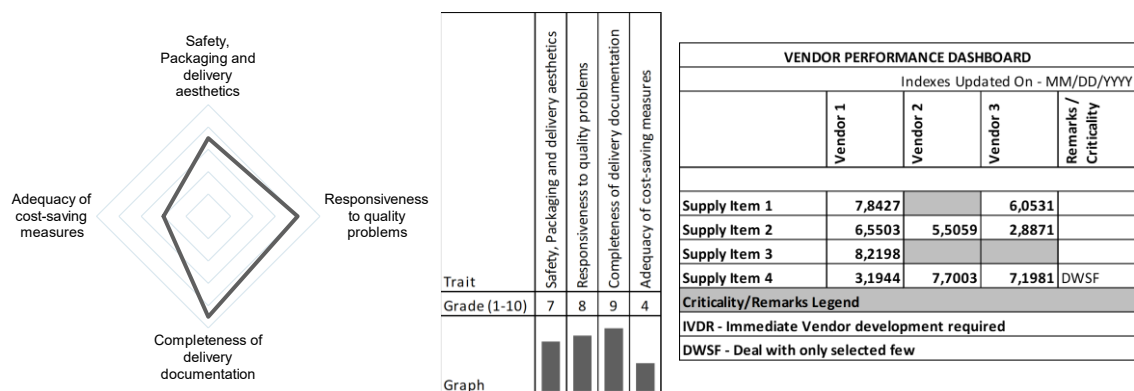 Safety,
Packaging and
delivery
aesthetics
Adequacy of
cost-saving
measures
Responsiveness
to quality
problems
Completeness of
delivery
documentation
Trait
Safety, Packaging and delivery aesthetics
Responsiveness to quality problems
Completeness of delivery documentation
Adequacy of cost-saving measures
Grade (1-10) 7 8 9 4
Graph
VENDOR PERFORMANCE DASHBOARD
Indexes Updated On - MM/DD/YYYY
Vendor 1
Vendor 2
Vendor 3
Remarks /
Criticality
Supply Item 1 7,8427 6,0531
Supply Item 2 6,5503 5,5059 2,8871
Supply Item 3 8,2198
Supply Item 4 3,1944 7,7003 7,1981 DWSF
Criticality/Remarks Legend
IVDR - Immediate Vendor development required
DWSF - Deal with only selected few